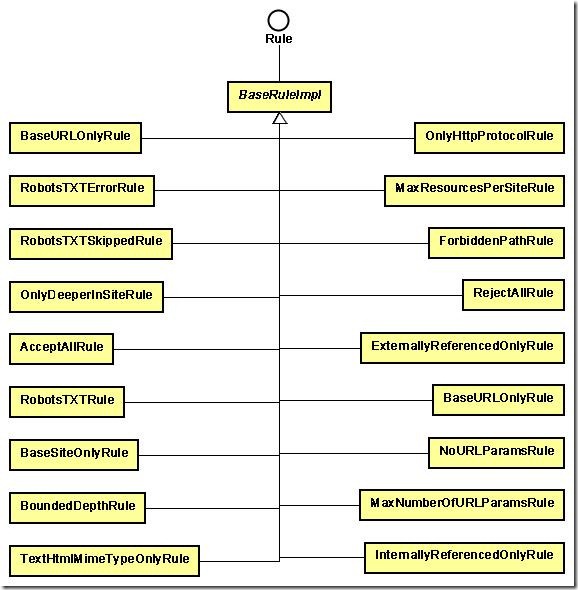 Rule
BaseRuleImpl
BaseURLOnlyRule
OnlyHttpProtocolRule
RobotsTXTErrorRule
MaxResourcesPerSiteRule
RobotsTXTSkippedRule
ForbiddenPathRule
OnlyDeeperInSiteRule
RejectAllRule
AcceptAllRule
ExternallyReferencedOnlyRule
RobotsTXTRule
BaseURLOnlyRule
BaseSiteOnlyRule
NoURLParamsRule
BoundedDepthRule
MaxNumberOfURLParamsRule
TextHtmlMimeTypeOnlyRule
InternallyReferencedOnlyRule